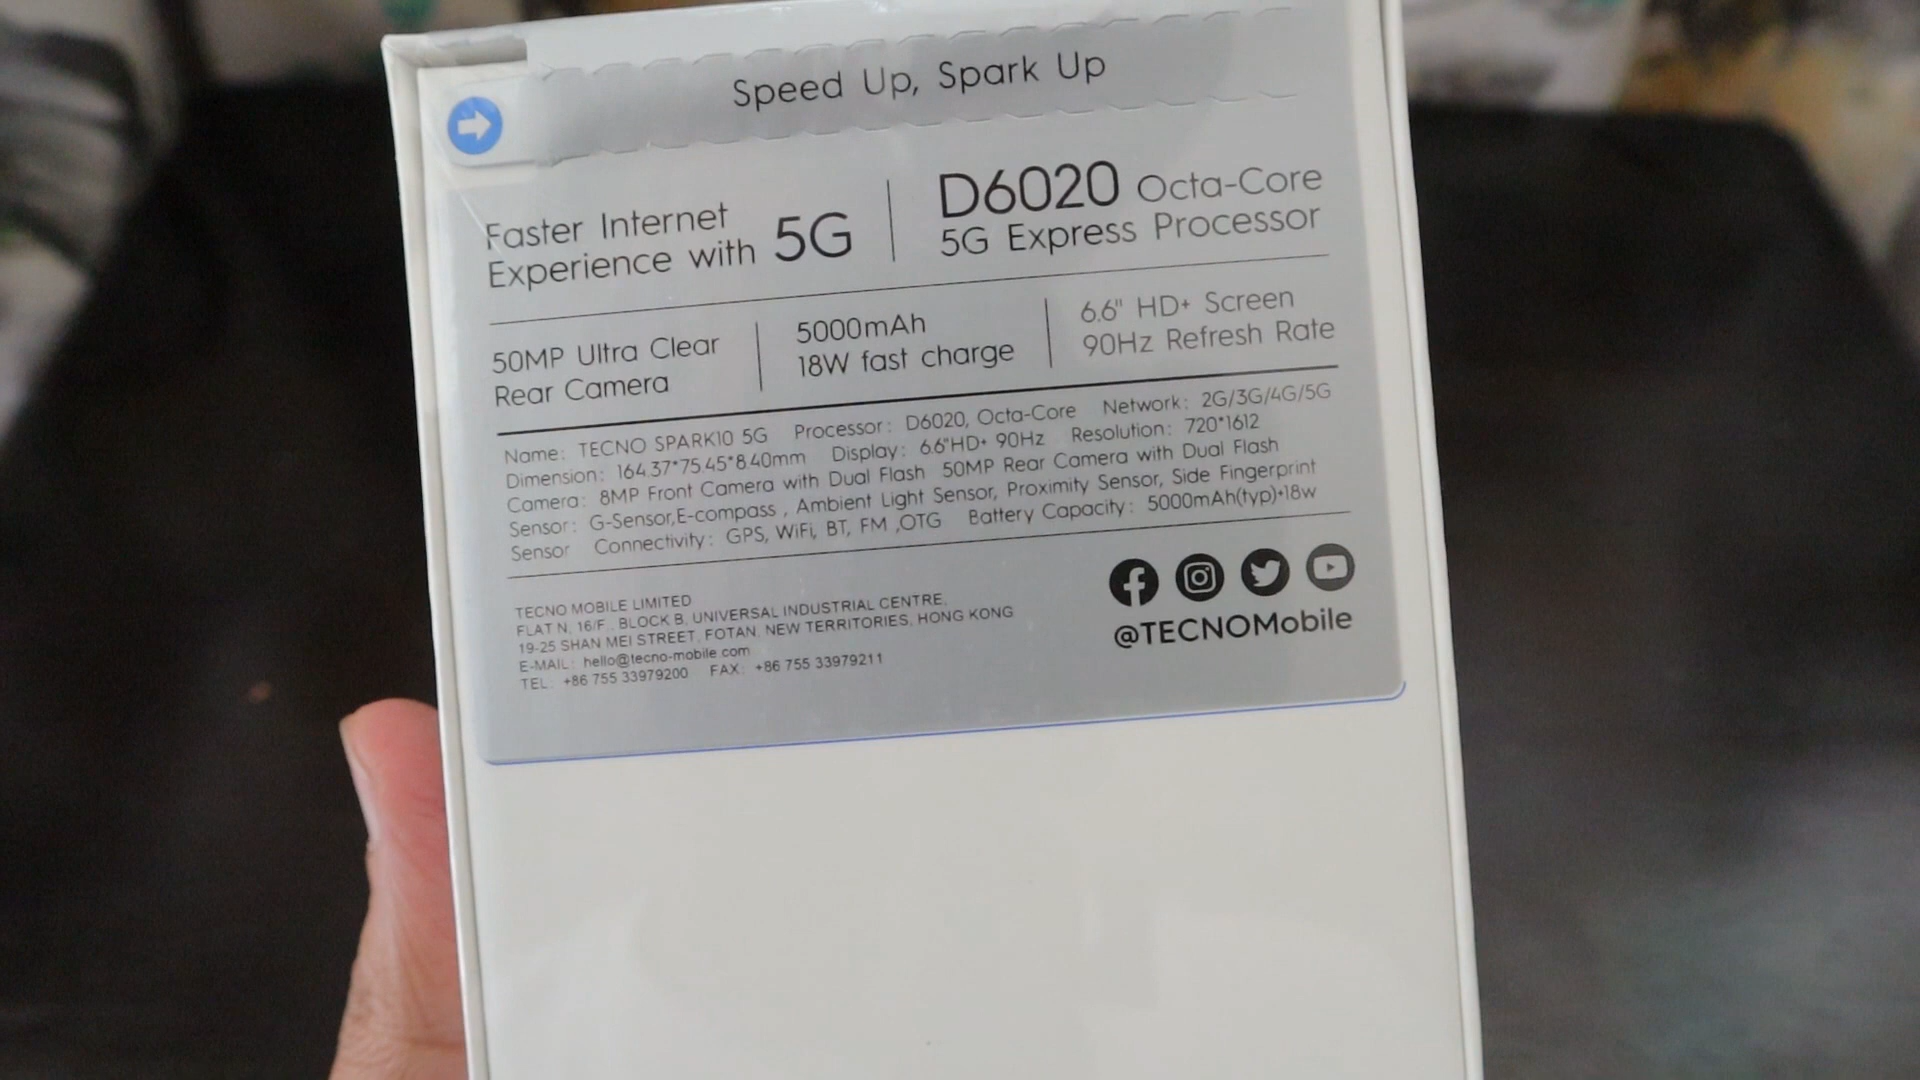 Speed Up, Spark Up
Faster Internet
Experience with 5G
D6020 Octa-Core
5G Express Processor
50MP Ultra Clear
Rear Camera
5000mAh
18W fast charge
6.6" HD+ Screen
90Hz Refresh Rate
Name: TECNO SPARK10 5G Processor: D6020, Octa-Core Network: 2G/3G/4G/5G
Dimension: 164.37*75.45*8.40mm Display: 6.6"HD+ 90Hz Resolution: 720*1612
Camera: 8MP Front Camera with Dual Flash 50MP Rear Camera with Dual Flash
Sensor: G-Sensor,E-compass , Ambient Light Sensor, Proximity Sensor, Side Fingerprint
Sensor Connectivity: GPS, WiFi, BT, FM ,OTG Battery Capacity: 5000mAh(typ)+18w
TECNO MOBILE LIMITED
FLAT N, 16/F., BLOCK B, UNIVERSAL INDUSTRIAL CENTRE,
19-25 SHAN MEI STREET, FOTAN, NEW TERRITORIES, HONG KONG
E-MAIL: hello@tecno-mobile.com
TEL: +86 755 33979200 FAX: +86 755 33979211
@TECNOMobile